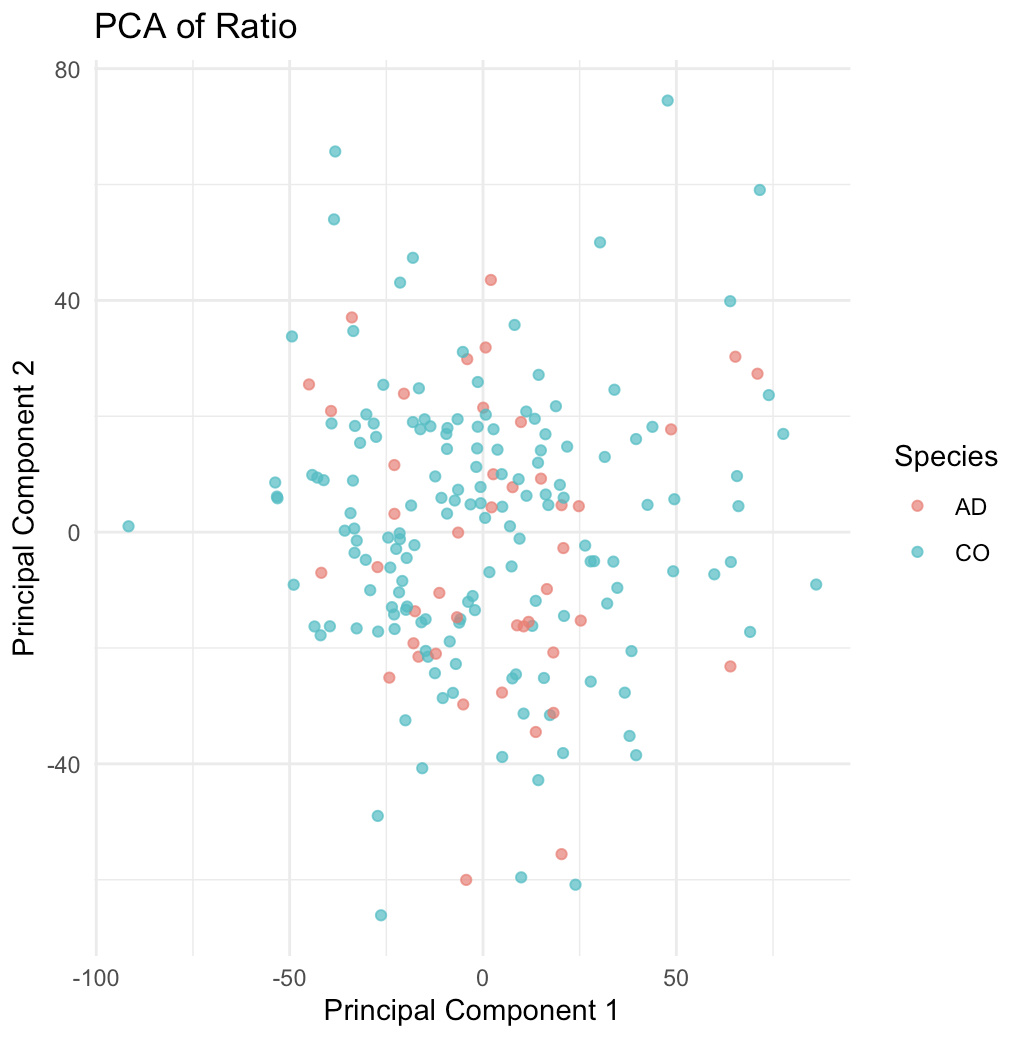 PCA of Ratio
80
40
0
-40
-100
-50
0
50
Principal Component 1
Principal Component 2
Species
AD
CO